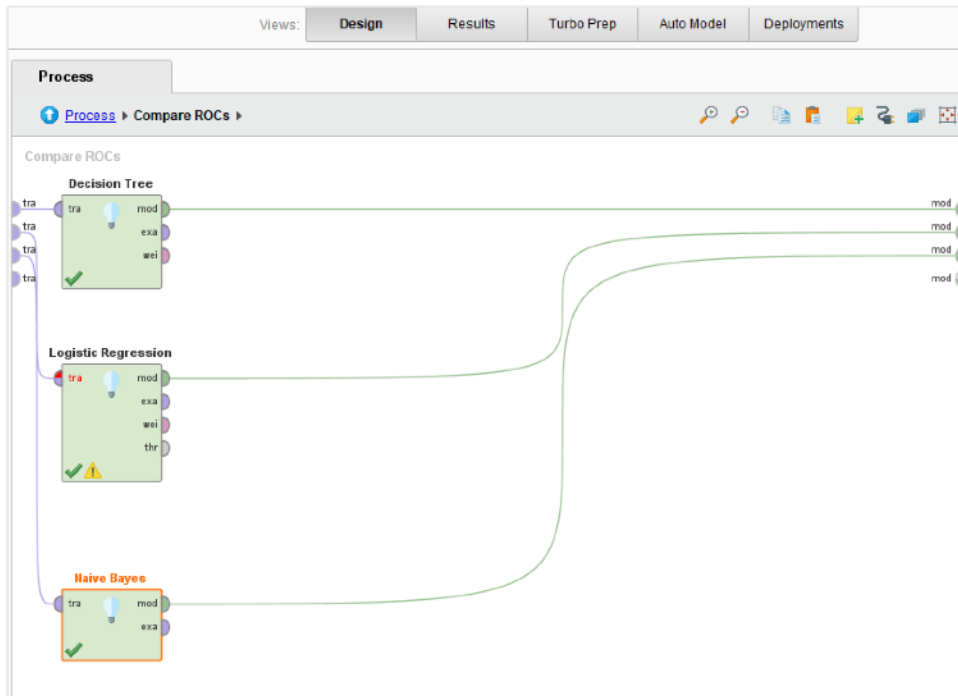 Views: Design Results Turbo Prep Auto Model Deployments
Process
Process Compare ROCs
Compare ROCs
Decision Tree
tra tra mod mod
tra exa mod
tra wei mod
tra mod
Logistic Regression
tra mod
exa
wei
thr
Naive Bayes
tra mod
exa